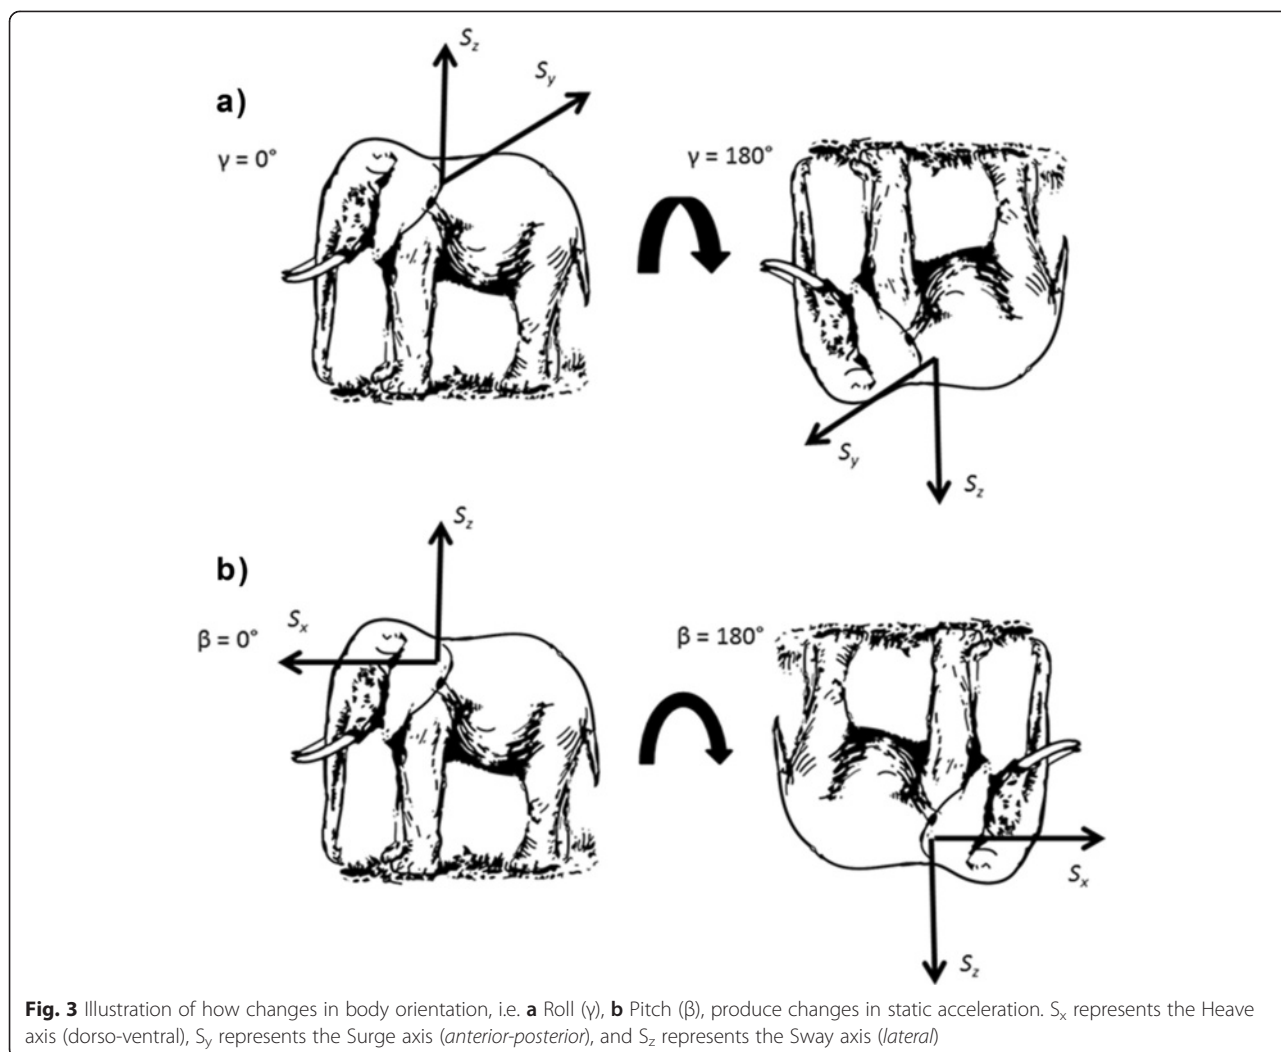 a)
γ = 0°
S_z
S_y
γ = 180°
S_y
S_z
b)
β = 0°
S_x
S_z
β = 180°
S_x
S_z
Fig. 3 Illustration of how changes in body orientation, i.e. a Roll (γ), b Pitch (β), produce changes in static acceleration. S_x represents the Heave
axis (dorso-ventral), S_y represents the Surge axis (anterior-posterior), and S_z represents the Sway axis (lateral)